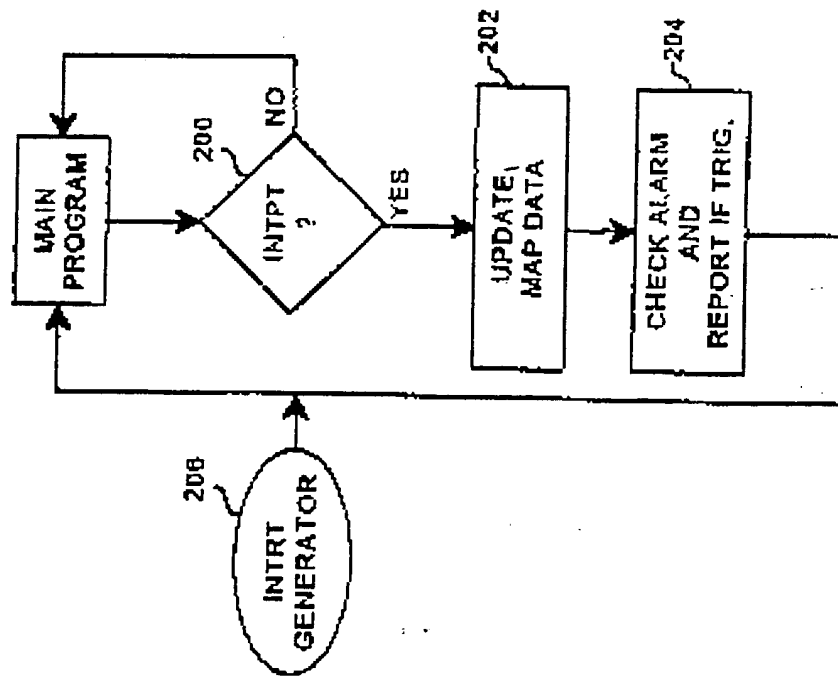 MAIN
PROGRAM
200
INTPT
?
NO
YES
202
UPDATE,
MAP DATA
204
CHECK ALARM
AND
REPORT IF TRIG.
206
INTRT
GENERATOR